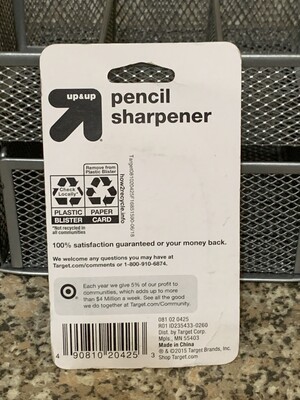 up&up
pencil
sharpener
Remove from
Plastic Blister
Check
Locally*
how2recycle.info
PLASTIC
BLISTER
PAPER
CARD
*Not recycled in
all communities
100% satisfaction guaranteed or your money back.
We welcome any questions you may have at
Target.com/comments or 1-800-910-6874.
Each year we give 5% of our profit to
communities, which adds up to more
than $4 Million a week. See all the good
we do together at Target.com/Community.
4 90810 20425 3
081 02 0425
R01 ID235433-0260
Dist. by Target Corp.
Mpls., MN 55403
Made in China
® & ©2015 Target Brands, Inc.
Shop Target.com